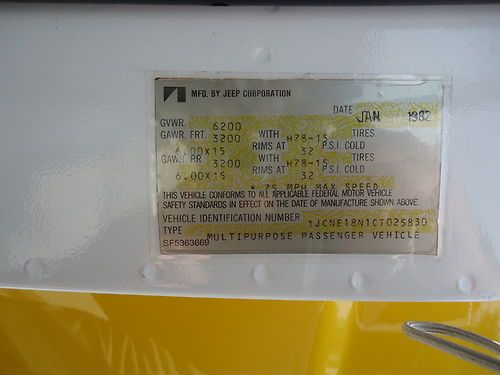 MFD. BY JEEP CORPORATION
DATE JAN 1982
GVWR. 6200
GAWR. FRT. 3200 WITH H78-15 TIRES
6.00X15 RIMS AT 32 P.S.I. COLD
GAWR RR 3200 WITH H78-15 TIRES
6.00X15 RIMS AT 32 P.S.I. COLD
* 75 MPH MAX SPEED
THIS VEHICLE CONFORMS TO ALL APPLICABLE FEDERAL MOTOR VEHICLE
SAFETY STANDARDS IN EFFECT ON THE DATE OF MANUFACTURE SHOWN ABOVE.
VEHICLE IDENTIFICATION NUMBER 1JCNE18N1CT025830
TYPE MULTIPURPOSE PASSENGER VEHICLE
SF5363669